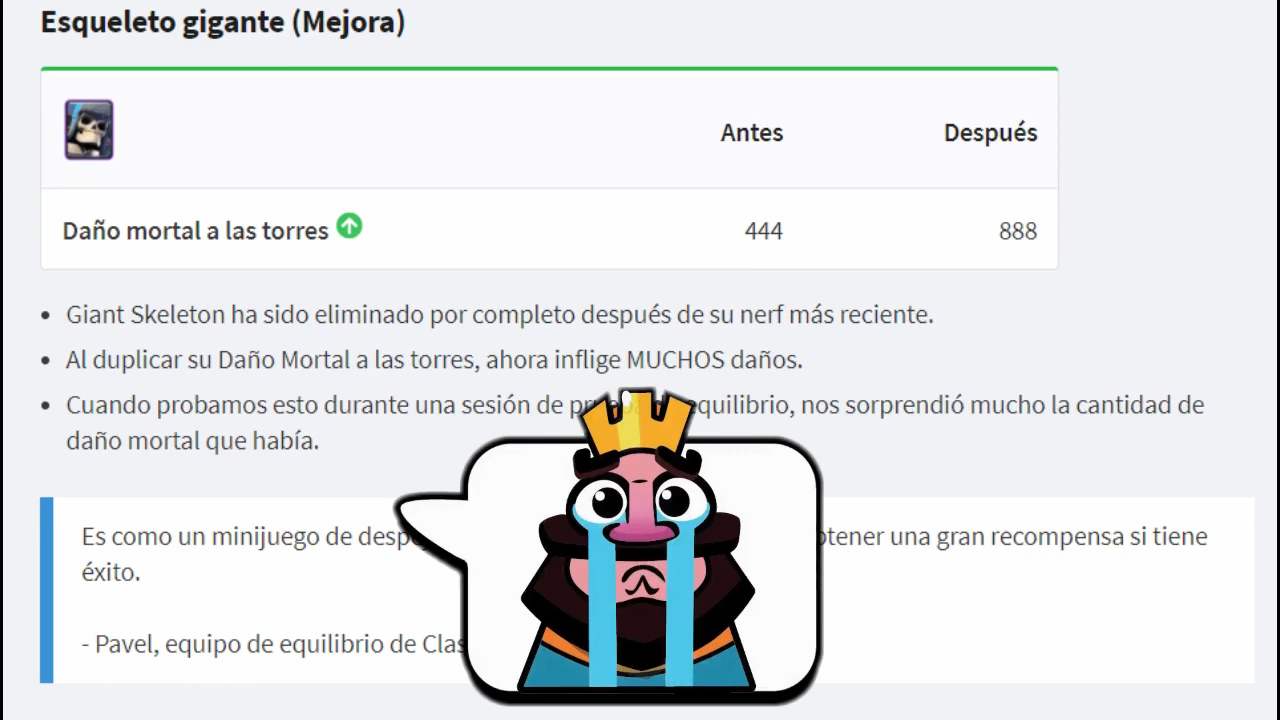 Esqueleto gigante (Mejora)
Antes Después
Daño mortal a las torres 444 888
• Giant Skeleton ha sido eliminado por completo después de su nerf más reciente.
• Al duplicar su Daño Mortal a las torres, ahora inflige MUCHOS daños.
• Cuando probamos esto durante una sesión de equilibrio, nos sorprendió mucho la cantidad de
daño mortal que había.
Es como un minijuego de una gran recompensa si tiene
éxito.
- Pavel, equipo de equilibrio de